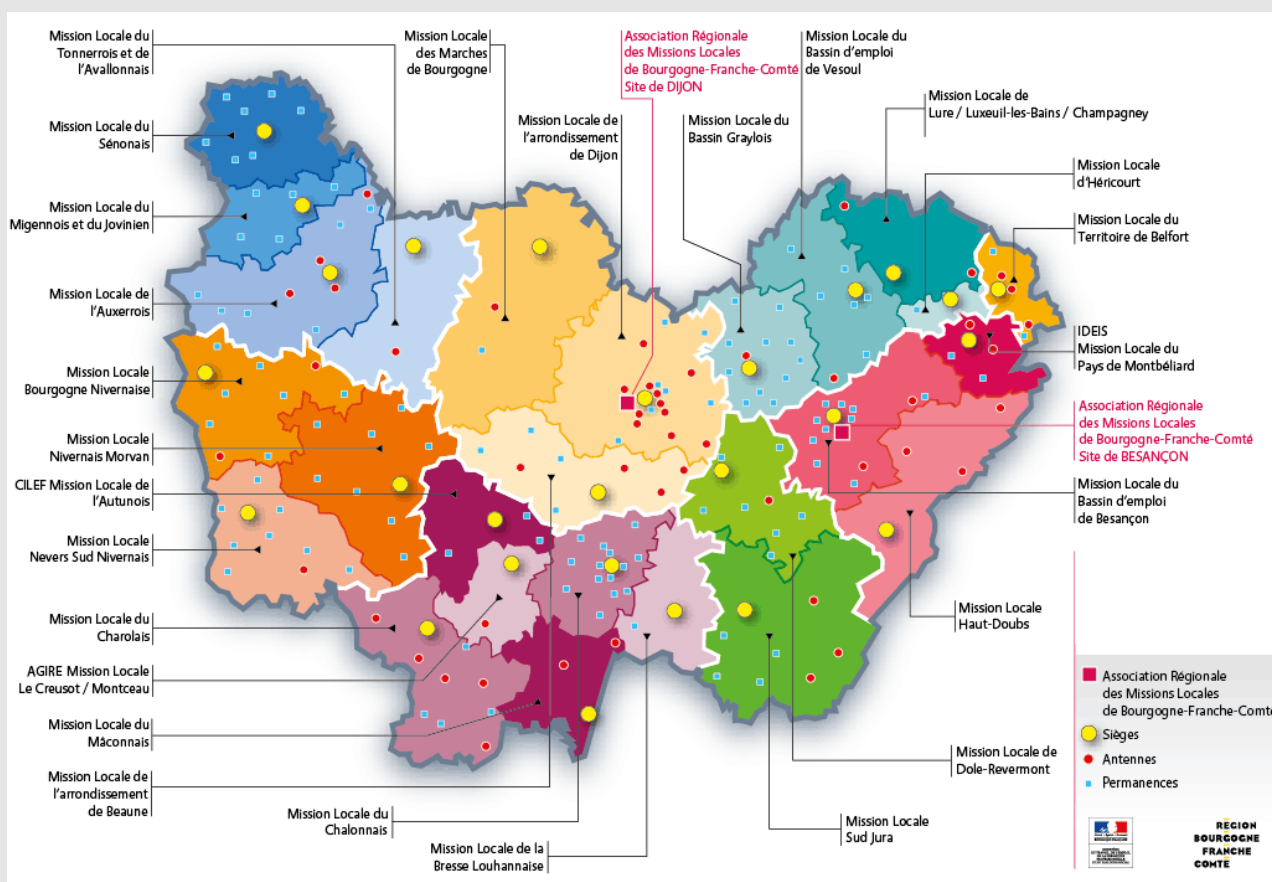 Mission Locale du
Tonnerrois et de
l'Avallonnais
Mission Locale
des Marches
de Bourgogne
Association Régionale
des Missions Locales
de Bourgogne-Franche-Comté
Site de DIJON
Mission Locale du
Bassin d'emploi
de Vesoul
Mission Locale de
Lure / Luxeuil-les-Bains / Champagney
Mission Locale du
Sénonais
Mission Locale de
l'arrondissement
de Dijon
Mission Locale du
Bassin Graylois
Mission Locale
d'Héricourt
Mission Locale du
Migennois et du Jovinien
Mission Locale du
Territoire de Belfort
Mission Locale de
l'Auxerrois
IDEIS
Mission Locale du
Pays de Montbéliard
Mission Locale
Bourgogne Nivernaise
Association Régionale
des Missions Locales
de Bourgogne-Franche-Comté
Site de BESANÇON
Mission Locale
Nivernais Morvan
CILEF Mission Locale de
l'Autunois
Mission Locale du
Bassin d'emploi
de Besançon
Mission Locale
Nevers Sud Nivernais
Mission Locale
Haut-Doubs
Mission Locale du
Charolais
AGIRE Mission Locale
Le Creusot / Montceau
Mission Locale du
Mâconnais
Mission Locale de
l'arrondissement
de Beaune
Mission Locale du
Chalonnais
Mission Locale de la
Bresse Louhannaise
Mission Locale
Sud Jura
Mission Locale de
Dole-Revermont
Association Régionale
des Missions Locales
de Bourgogne-Franche-Comté
Sièges
Antennes
Permanences
REGION
BOURGOGNE
FRANCHE
COMTE